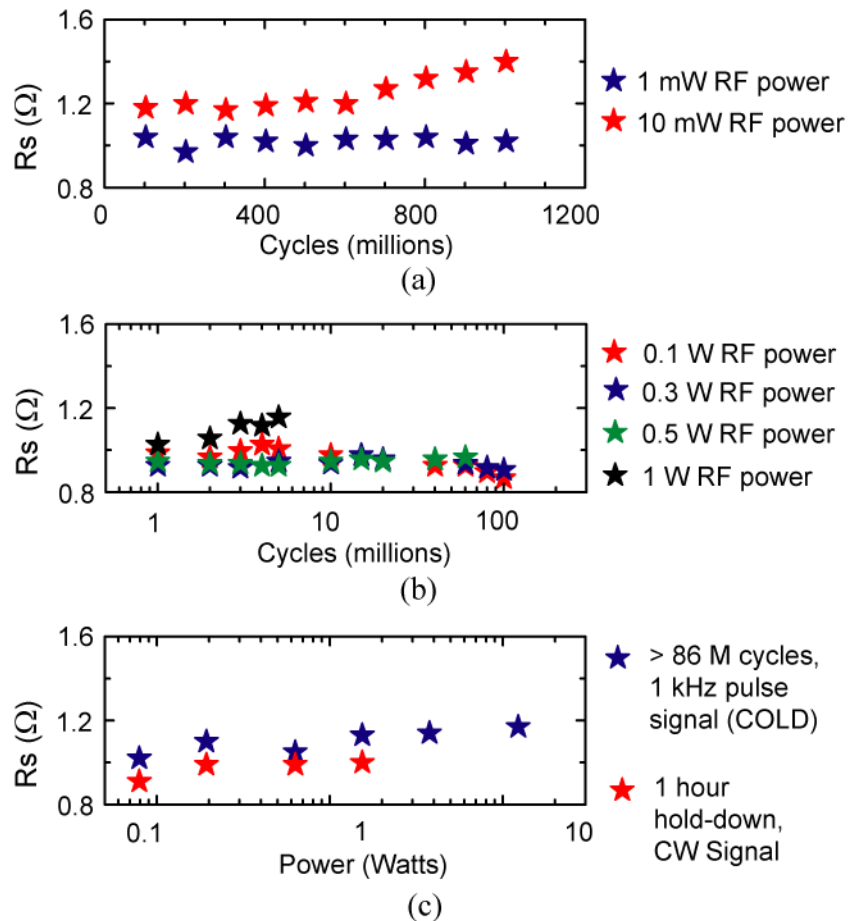 1.6
1.2
0.8
Rs (Ω)
0 400 800 1200
Cycles (millions)
1 mW RF power
10 mW RF power
(a)
1.6
1.2
0.8
Rs (Ω)
1 10 100
Cycles (millions)
0.1 W RF power
0.3 W RF power
0.5 W RF power
1 W RF power
(b)
1.6
1.2
0.8
Rs (Ω)
0.1 1 10
Power (Watts)
> 86 M cycles,
1 kHz pulse
signal (COLD)
1 hour
hold-down,
CW Signal
(c)